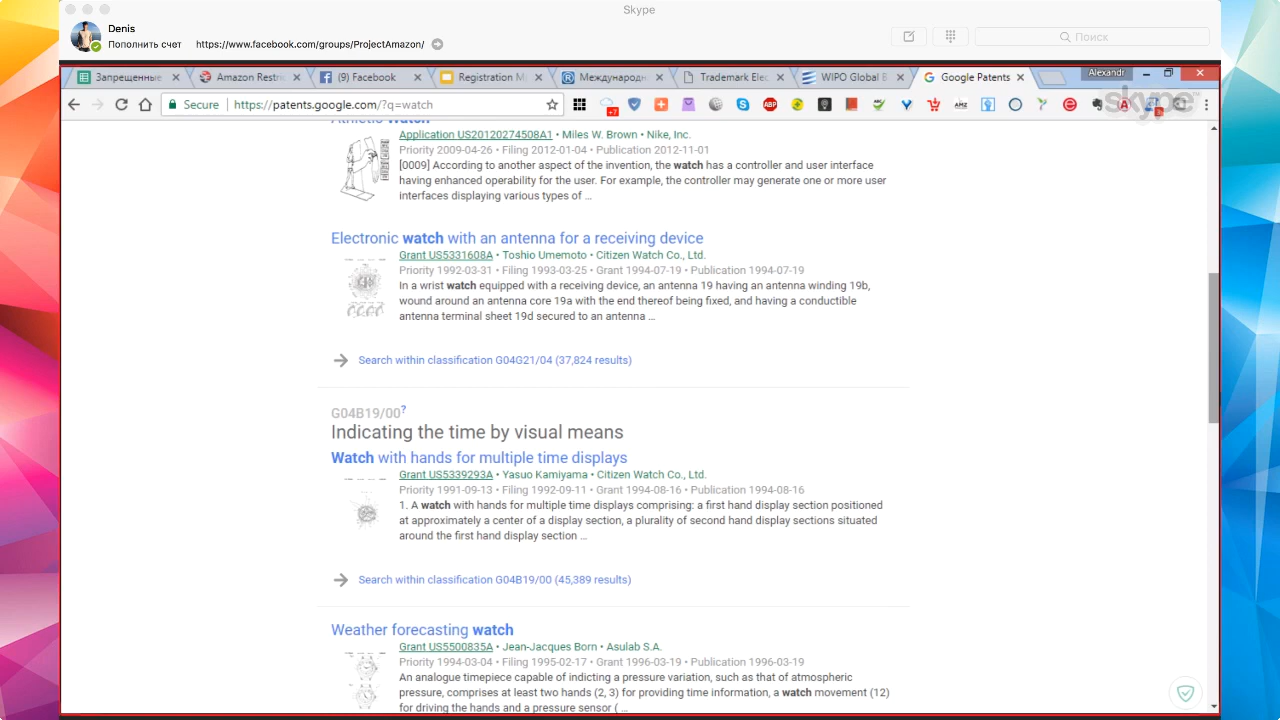 Skype
Denis
Пополнить счет https://www.facebook.com/groups/ProjectAmazon/
Поиск
Запрещенные
Amazon Restr
(9) Facebook
Registration M
Международн
Trademark Elec
WIPO Global B
Google Patents
Alexandr
Secure https://patents.google.com/?q=watch
skype™
Athletic Watch
Application US20120274508A1 • Miles W. Brown • Nike, Inc.
Priority 2009-04-26 • Filing 2012-01-04 • Publication 2012-11-01
[0009] According to another aspect of the invention, the watch has a controller and user interface
having enhanced operability for the user. For example, the controller may generate one or more user
interfaces displaying various types of ...
Electronic watch with an antenna for a receiving device
Grant US5331608A • Toshio Umemoto • Citizen Watch Co., Ltd.
Priority 1992-03-31 • Filing 1993-03-25 • Grant 1994-07-19 • Publication 1994-07-19
In a wrist watch equipped with a receiving device, an antenna 19 having an antenna winding 19b,
wound around an antenna core 19a with the end thereof being fixed, and having a conductible
antenna terminal sheet 19d secured to an antenna ...
Search within classification G04G21/04 (37,824 results)
G04B19/00?
Indicating the time by visual means
Watch with hands for multiple time displays
Grant US5339293A • Yasuo Kamiyama • Citizen Watch Co., Ltd.
Priority 1991-09-13 • Filing 1992-09-11 • Grant 1994-08-16 • Publication 1994-08-16
1. A watch with hands for multiple time displays comprising: a first hand display section positioned
at approximately a center of a display section, a plurality of second hand display sections situated
around the first hand display section ...
Search within classification G04B19/00 (45,389 results)
Weather forecasting watch
Grant US5500835A • Jean-Jacques Born • Asulab S.A.
Priority 1994-03-04 • Filing 1995-02-17 • Grant 1996-03-19 • Publication 1996-03-19
An analogue timepiece capable of indicting a pressure variation, such as that of atmospheric
pressure, comprises at least two hands (2, 3) for providing time information, a watch movement (12)
for driving the hands and a pressure sensor ( ...